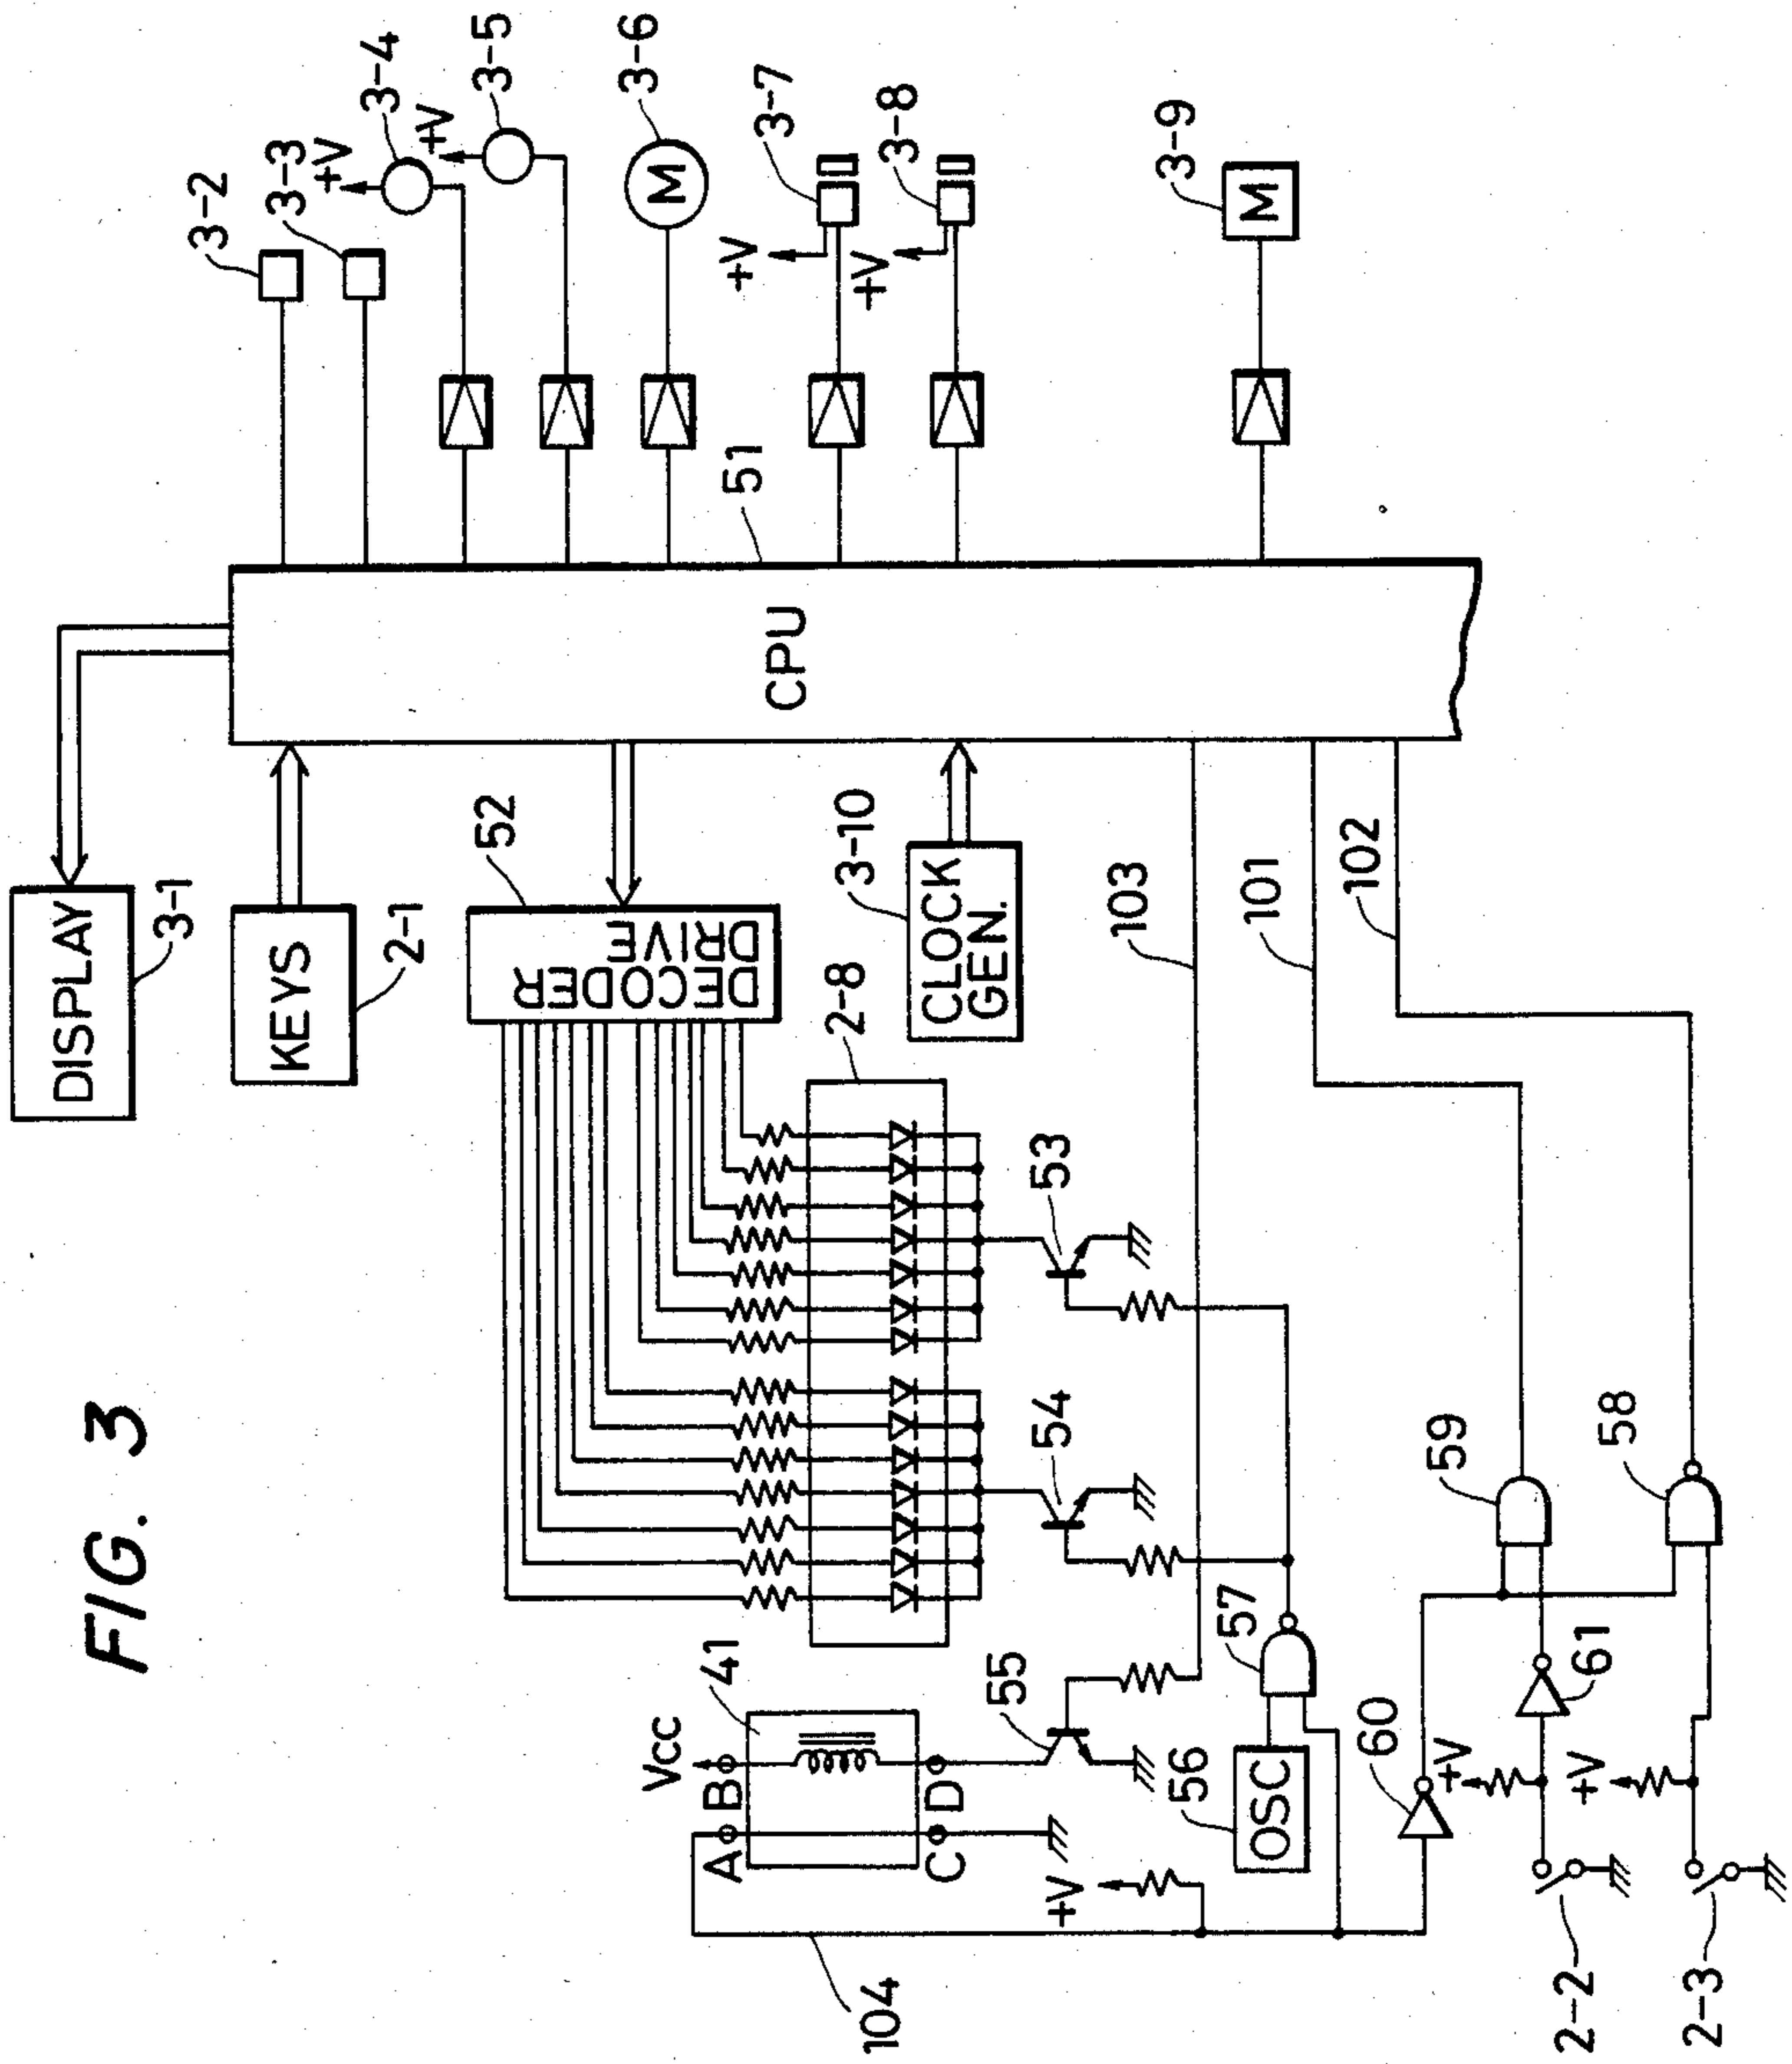 FIG. 3
DISPLAY
3-1
KEYS
2-1
52
DECODER
DRIVE
2-8
CLOCK
GEN.
3-10
CPU
51
3-2
3-3
+V
3-4
+V
3-5
M
3-6
+V
3-7
+V
3-8
M
3-9
103
101
102
53
54
41
Vcc
B
A
D
C
55
+V
104
56
OSC
57
60
61
59
58
+V
+V
2-2
2-3